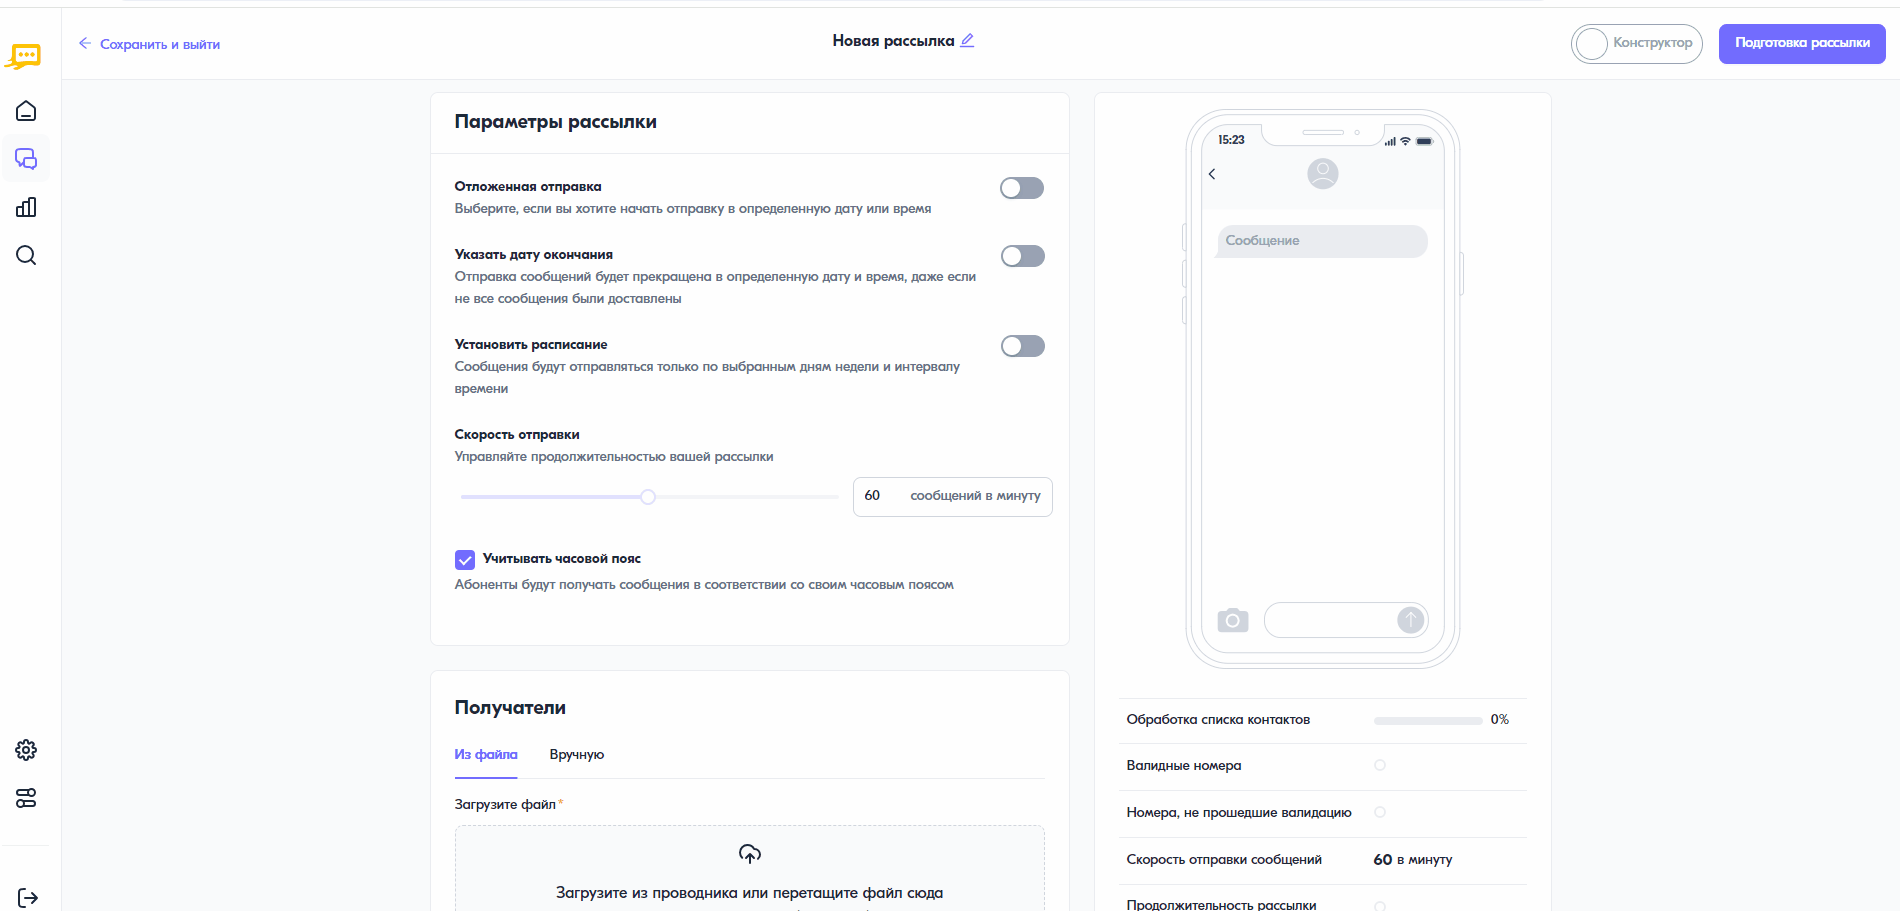 Сохранить и выйти
Новая рассылка
Конструктор
Подготовка рассылки
Параметры рассылки
Отложенная отправка
Выберите, если вы хотите начать отправку в определенную дату или время
Указать дату окончания
Отправка сообщений будет прекращена в определенную дату и время, даже если
не все сообщения были доставлены
Установить расписание
Сообщения будут отправляться только по выбранным дням недели и интервалу
времени
Скорость отправки
Управляйте продолжительностью вашей рассылки
60 сообщений в минуту
Учитывать часовой пояс
Абоненты будут получать сообщения в соответствии со своим часовым поясом
Получатели
Из файла Вручную
Загрузите файл*
Загрузите из проводника или перетащите файл сюда
15:23
Сообщение
Обработка списка контактов 0%
Валидные номера
Номера, не прошедшие валидацию
Скорость отправки сообщений 60 в минуту
Продолжительность рассылки